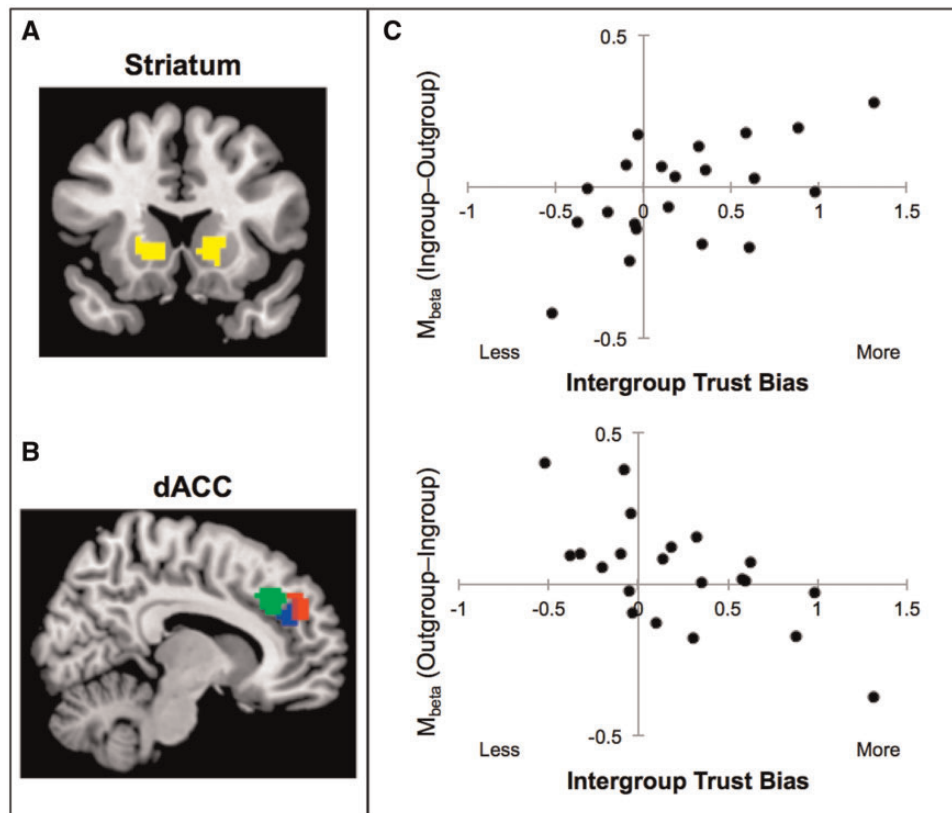 A
Striatum
B
dACC
C
0.5
-1
-0.5
0
0.5
1
1.5
-0.5
M_beta (Ingroup–Outgroup)
Less
More
Intergroup Trust Bias
0.5
-1
-0.5
0
0.5
1
1.5
-0.5
M_beta (Outgroup–Ingroup)
Less
More
Intergroup Trust Bias